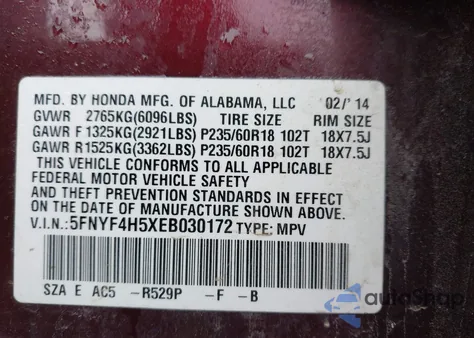 MFD. BY HONDA MFG. OF ALABAMA, LLC 02/'14
GVWR 2765KG(6096LBS) TIRE SIZE RIM SIZE
GAWR F 1325KG(2921LBS) P235/60R18 102T 18X7.5J
GAWR R1525KG(3362LBS) P235/60R18 102T 18X7.5J
THIS VEHICLE CONFORMS TO ALL APPLICABLE
FEDERAL MOTOR VEHICLE SAFETY
AND THEFT PREVENTION STANDARDS IN EFFECT
ON THE DATE OF MANUFACTURE SHOWN ABOVE.
V.I.N.:5FNYF4H5XEB030172 TYPE: MPV
SZA E AC5 -R529P -F -B
autoShop